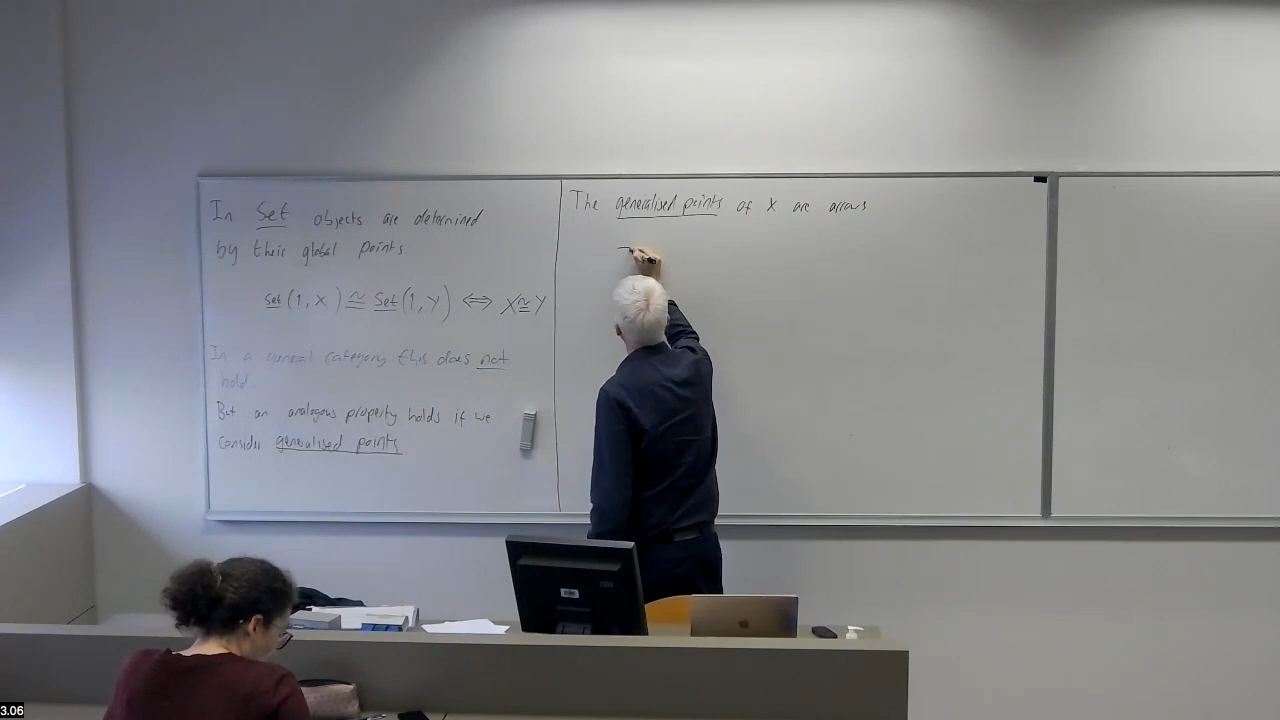 In Set objects are determined
by their global points
Set(1, X) ≅ Set(1, Y) ⇔ X ≅ Y
In a general category this does not
hold.
But an analogous property holds if we
consider generalised points
The generalised points of X are arrows
3.06